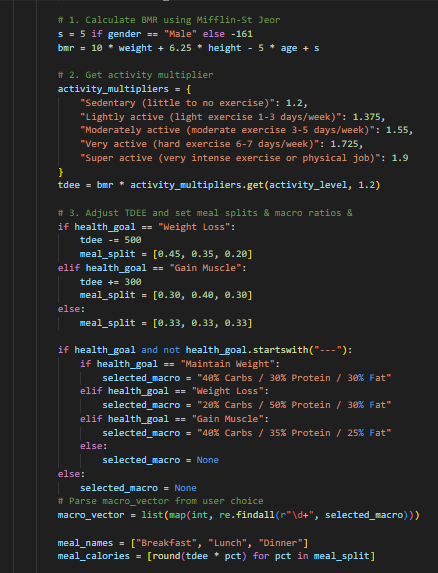 # 1. Calculate BMR using Mifflin-St Jeor
s = 5 if gender == "Male" else -161
bmr = 10 * weight + 6.25 * height - 5 * age + s
# 2. Get activity multiplier
activity_multipliers = {
"Sedentary (little to no exercise)": 1.2,
"Lightly active (light exercise 1-3 days/week)": 1.375,
"Moderately active (moderate exercise 3-5 days/week)": 1.55,
"Very active (hard exercise 6-7 days/week)": 1.725,
"Super active (very intense exercise or physical job)": 1.9
}
tdee = bmr * activity_multipliers.get(activity_level, 1.2)
# 3. Adjust TDEE and set meal splits & macro ratios &
if health_goal == "Weight Loss":
tdee -= 500
meal_split = [0.45, 0.35, 0.20]
elif health_goal == "Gain Muscle":
tdee += 300
meal_split = [0.30, 0.40, 0.30]
else:
meal_split = [0.33, 0.33, 0.33]
if health_goal and not health_goal.startswith("---"):
if health_goal == "Maintain Weight":
selected_macro = "40% Carbs / 30% Protein / 30% Fat"
elif health_goal == "Weight Loss":
selected_macro = "20% Carbs / 50% Protein / 30% Fat"
elif health_goal == "Gain Muscle":
selected_macro = "40% Carbs / 35% Protein / 25% Fat"
else:
selected_macro = None
else:
selected_macro = None
# Parse macro_vector from user choice
macro_vector = list(map(int, re.findall(r"\d+", selected_macro)))
meal_names = ["Breakfast", "Lunch", "Dinner"]
meal_calories = [round(tdee * pct) for pct in meal_split]